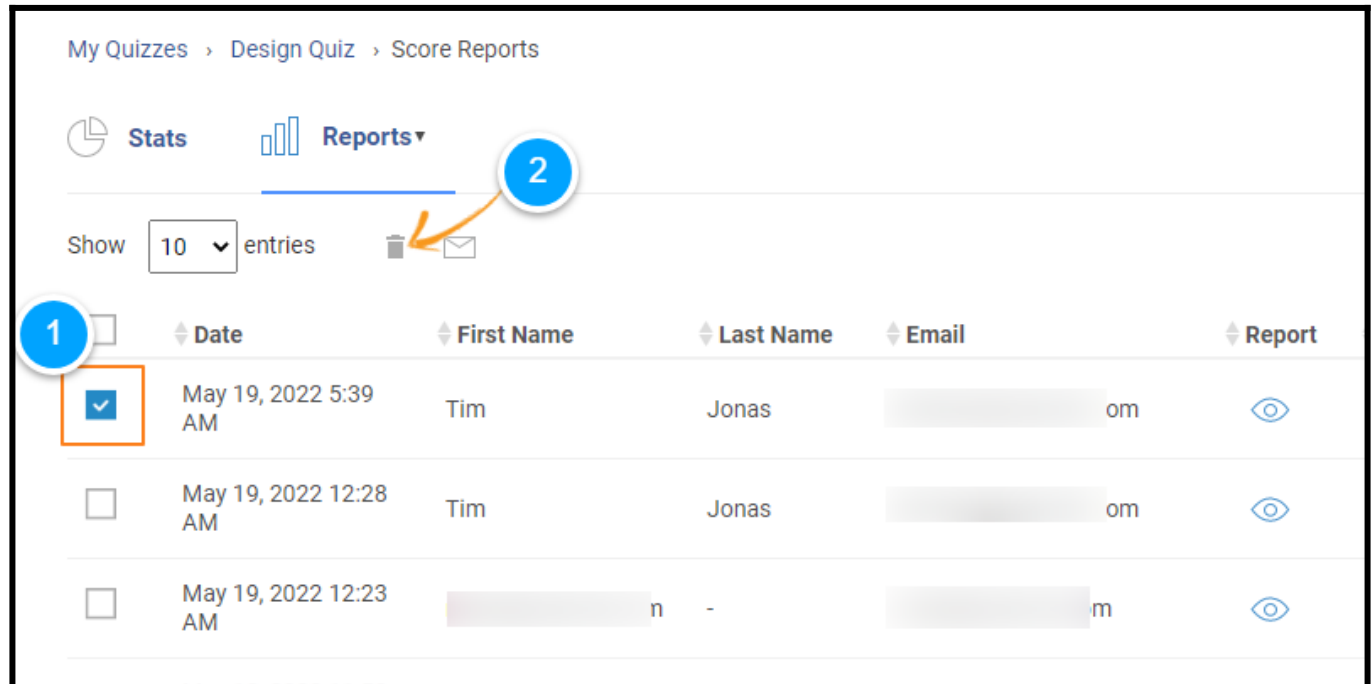 My Quizzes › Design Quiz › Score Reports
Stats Reports▾
2
Show 10 entries
1
Date First Name Last Name Email Report
May 19, 2022 5:39
AM
Tim Jonas om
May 19, 2022 12:28
AM
Tim Jonas om
May 19, 2022 12:23
AM
m - m